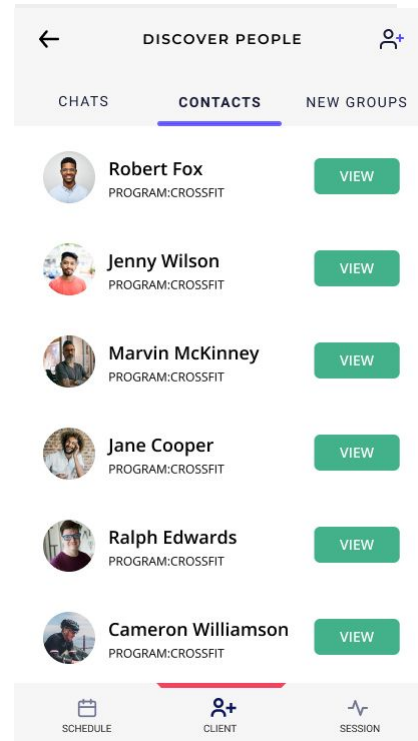 DISCOVER PEOPLE
CHATS CONTACTS NEW GROUPS
Robert Fox
PROGRAM:CROSSFIT
VIEW
Jenny Wilson
PROGRAM:CROSSFIT
VIEW
Marvin McKinney
PROGRAM:CROSSFIT
VIEW
Jane Cooper
PROGRAM:CROSSFIT
VIEW
Ralph Edwards
PROGRAM:CROSSFIT
VIEW
Cameron Williamson
PROGRAM:CROSSFIT
VIEW
SCHEDULE CLIENT SESSION